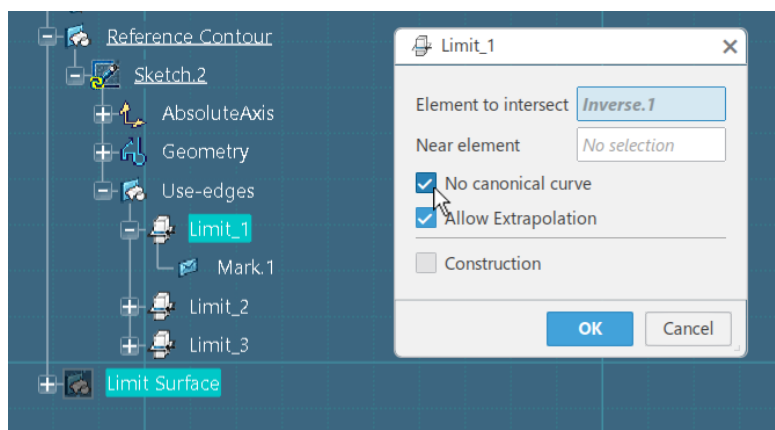 Reference Contour
Sketch.2
AbsoluteAxis
Geometry
Use-edges
Limit_1
Mark.1
Limit_2
Limit_3
Limit Surface
Limit_1
Element to intersect Inverse.1
Near element No selection
No canonical curve
Allow Extrapolation
Construction
OK Cancel